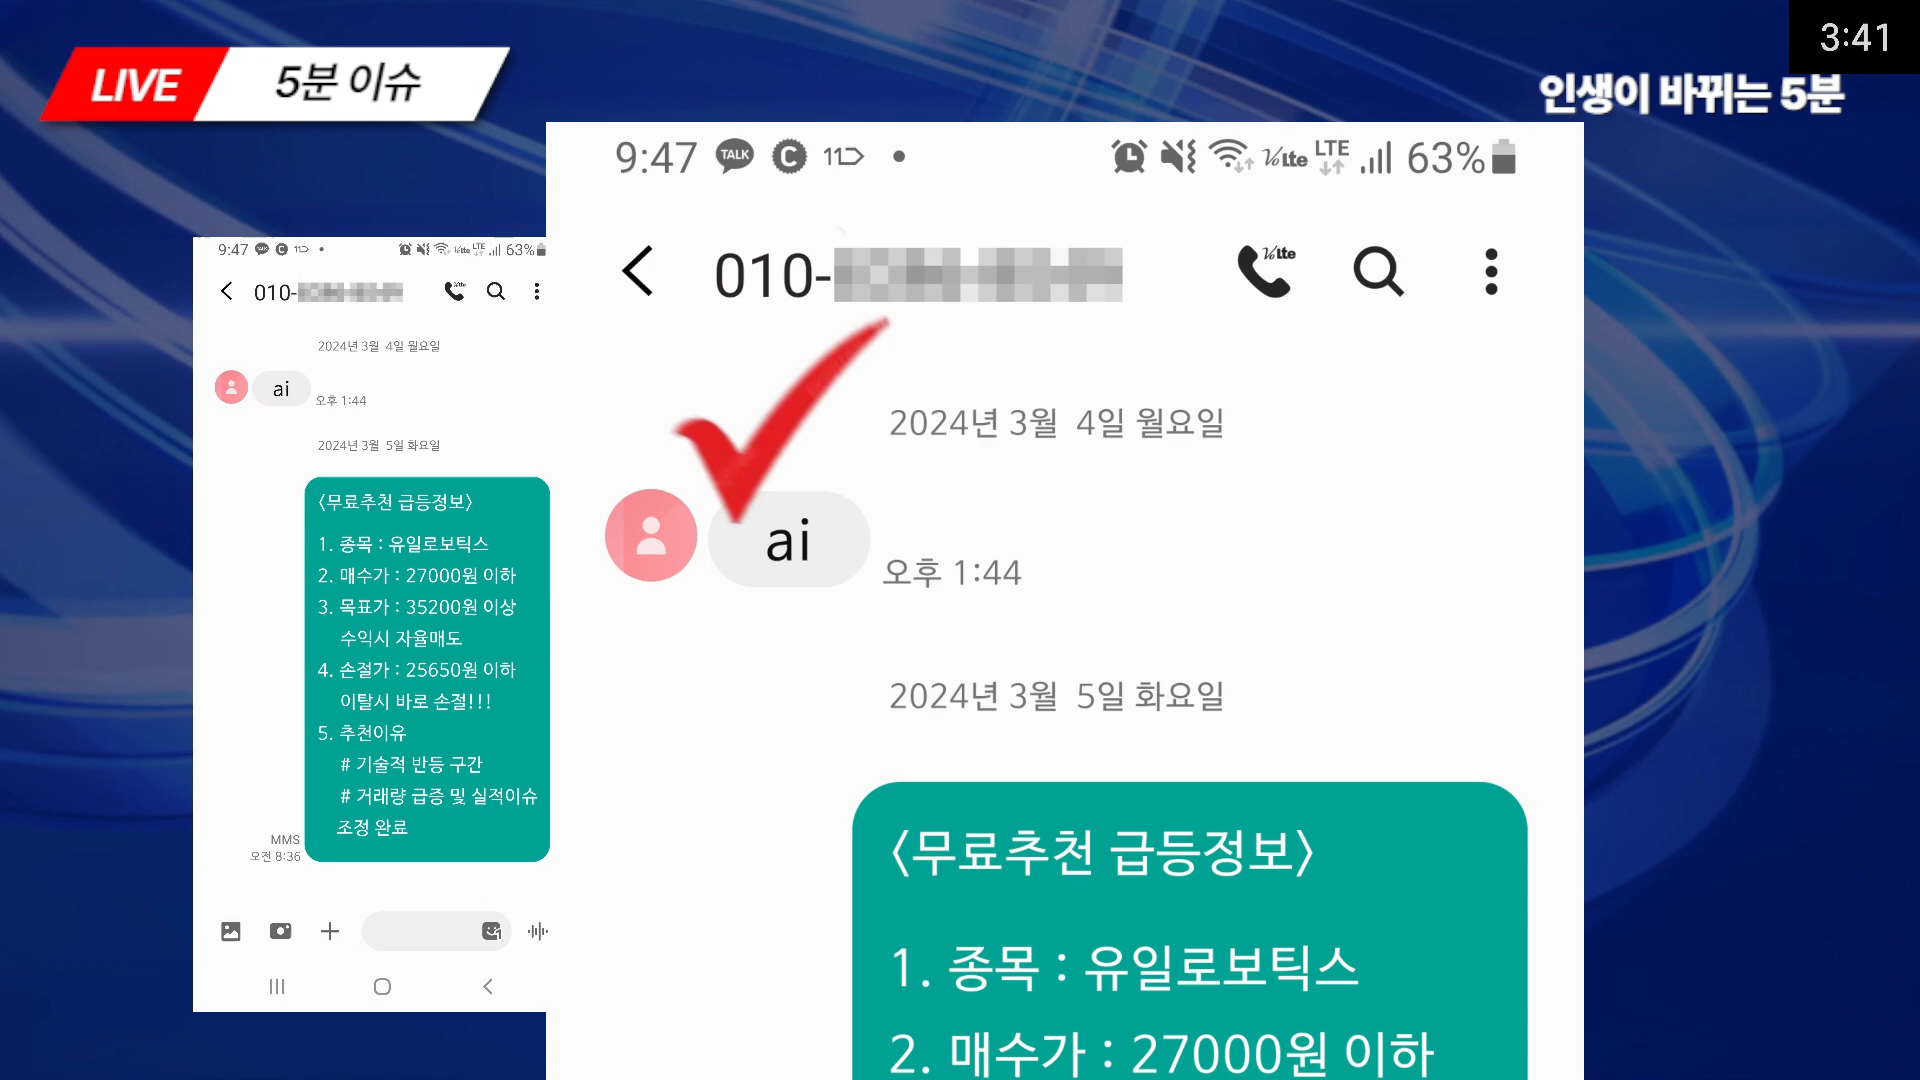 LIVE 5분 이슈
3:41
인생이 바뀌는 5분
9:47 TALK C 11 VoLte LTE 63%
010-
2024년 3월 4일 월요일
ai
오후 1:44
2024년 3월 5일 화요일
〈무료추천 급등정보〉
1. 종목 : 유일로보틱스
2. 매수가 : 27000원 이하
3. 목표가 : 35200원 이상
수익시 자율매도
4. 손절가 : 25650원 이하
이탈시 바로 손절!!!
5. 추천이유
# 기술적 반등 구간
# 거래량 급증 및 실적이슈
조정 완료
MMS
오전 8:36
9:47 TALK C 11 VoLte LTE 63%
010-
VoLte
2024년 3월 4일 월요일
ai
오후 1:44
2024년 3월 5일 화요일
〈무료추천 급등정보〉
1. 종목 : 유일로보틱스
2. 매수가 : 27000원 이하